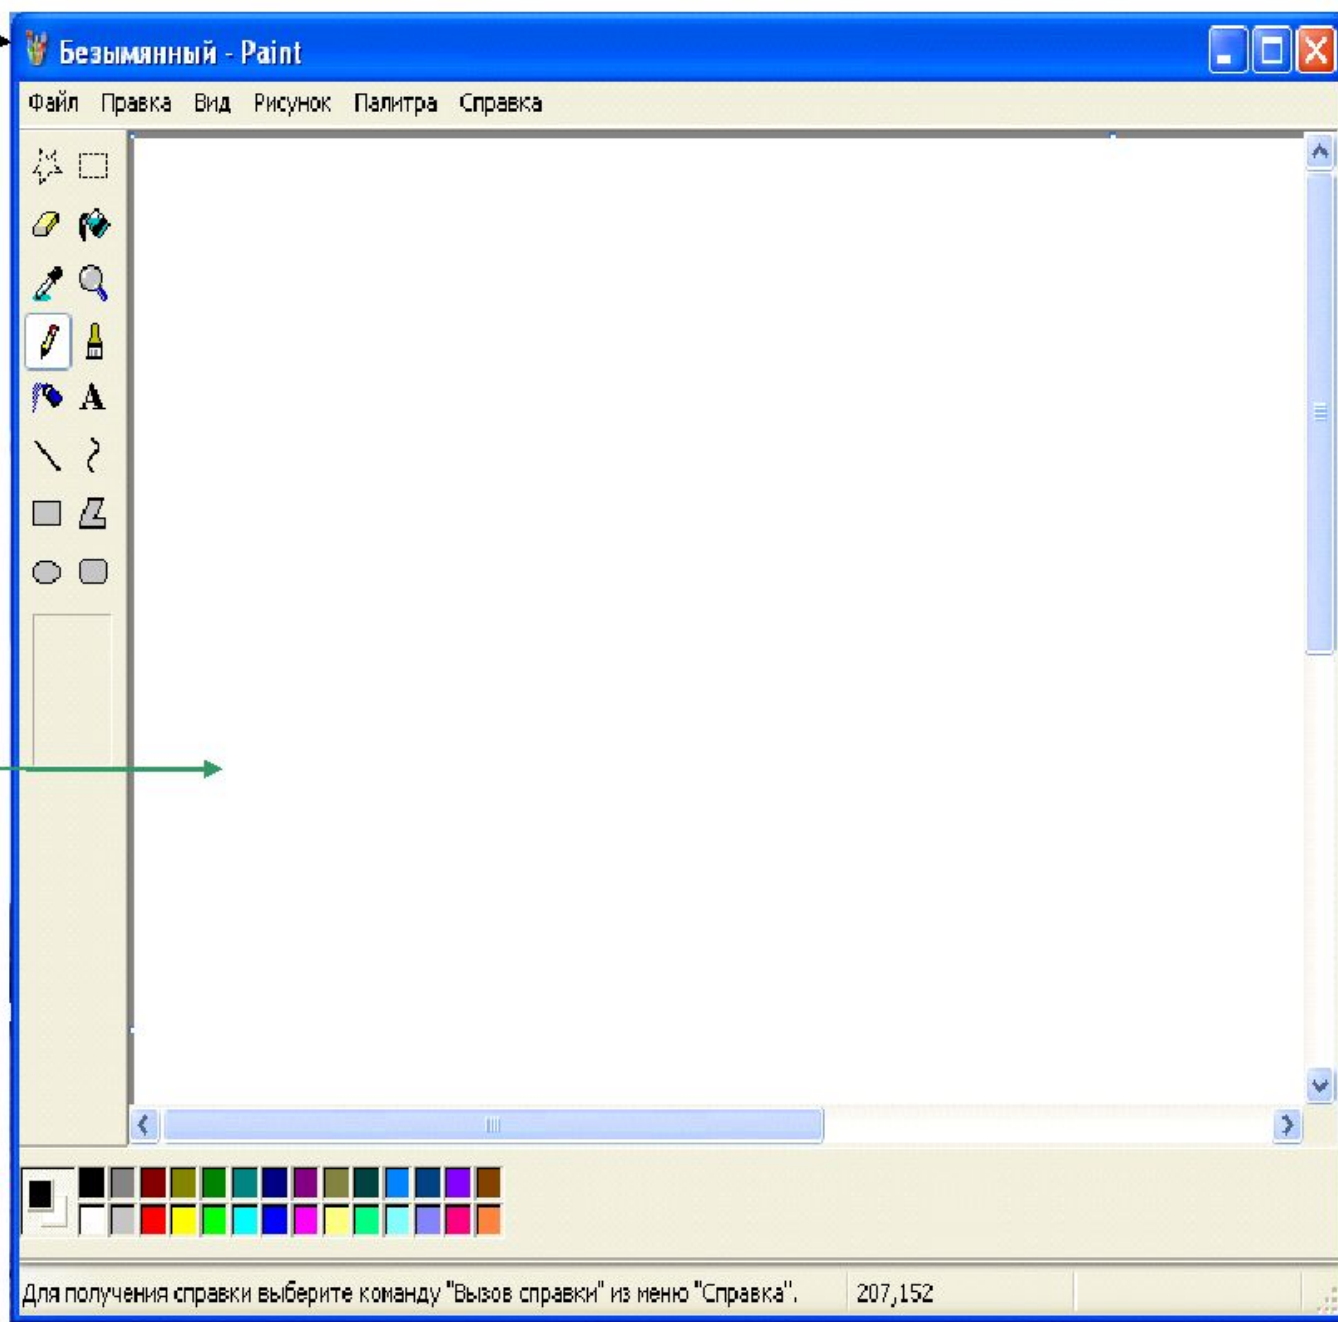 Безымянный - Paint
Файл Правка Вид Рисунок Палитра Справка
A
Для получения справки выберите команду "Вызов справки" из меню "Справка". 207,152